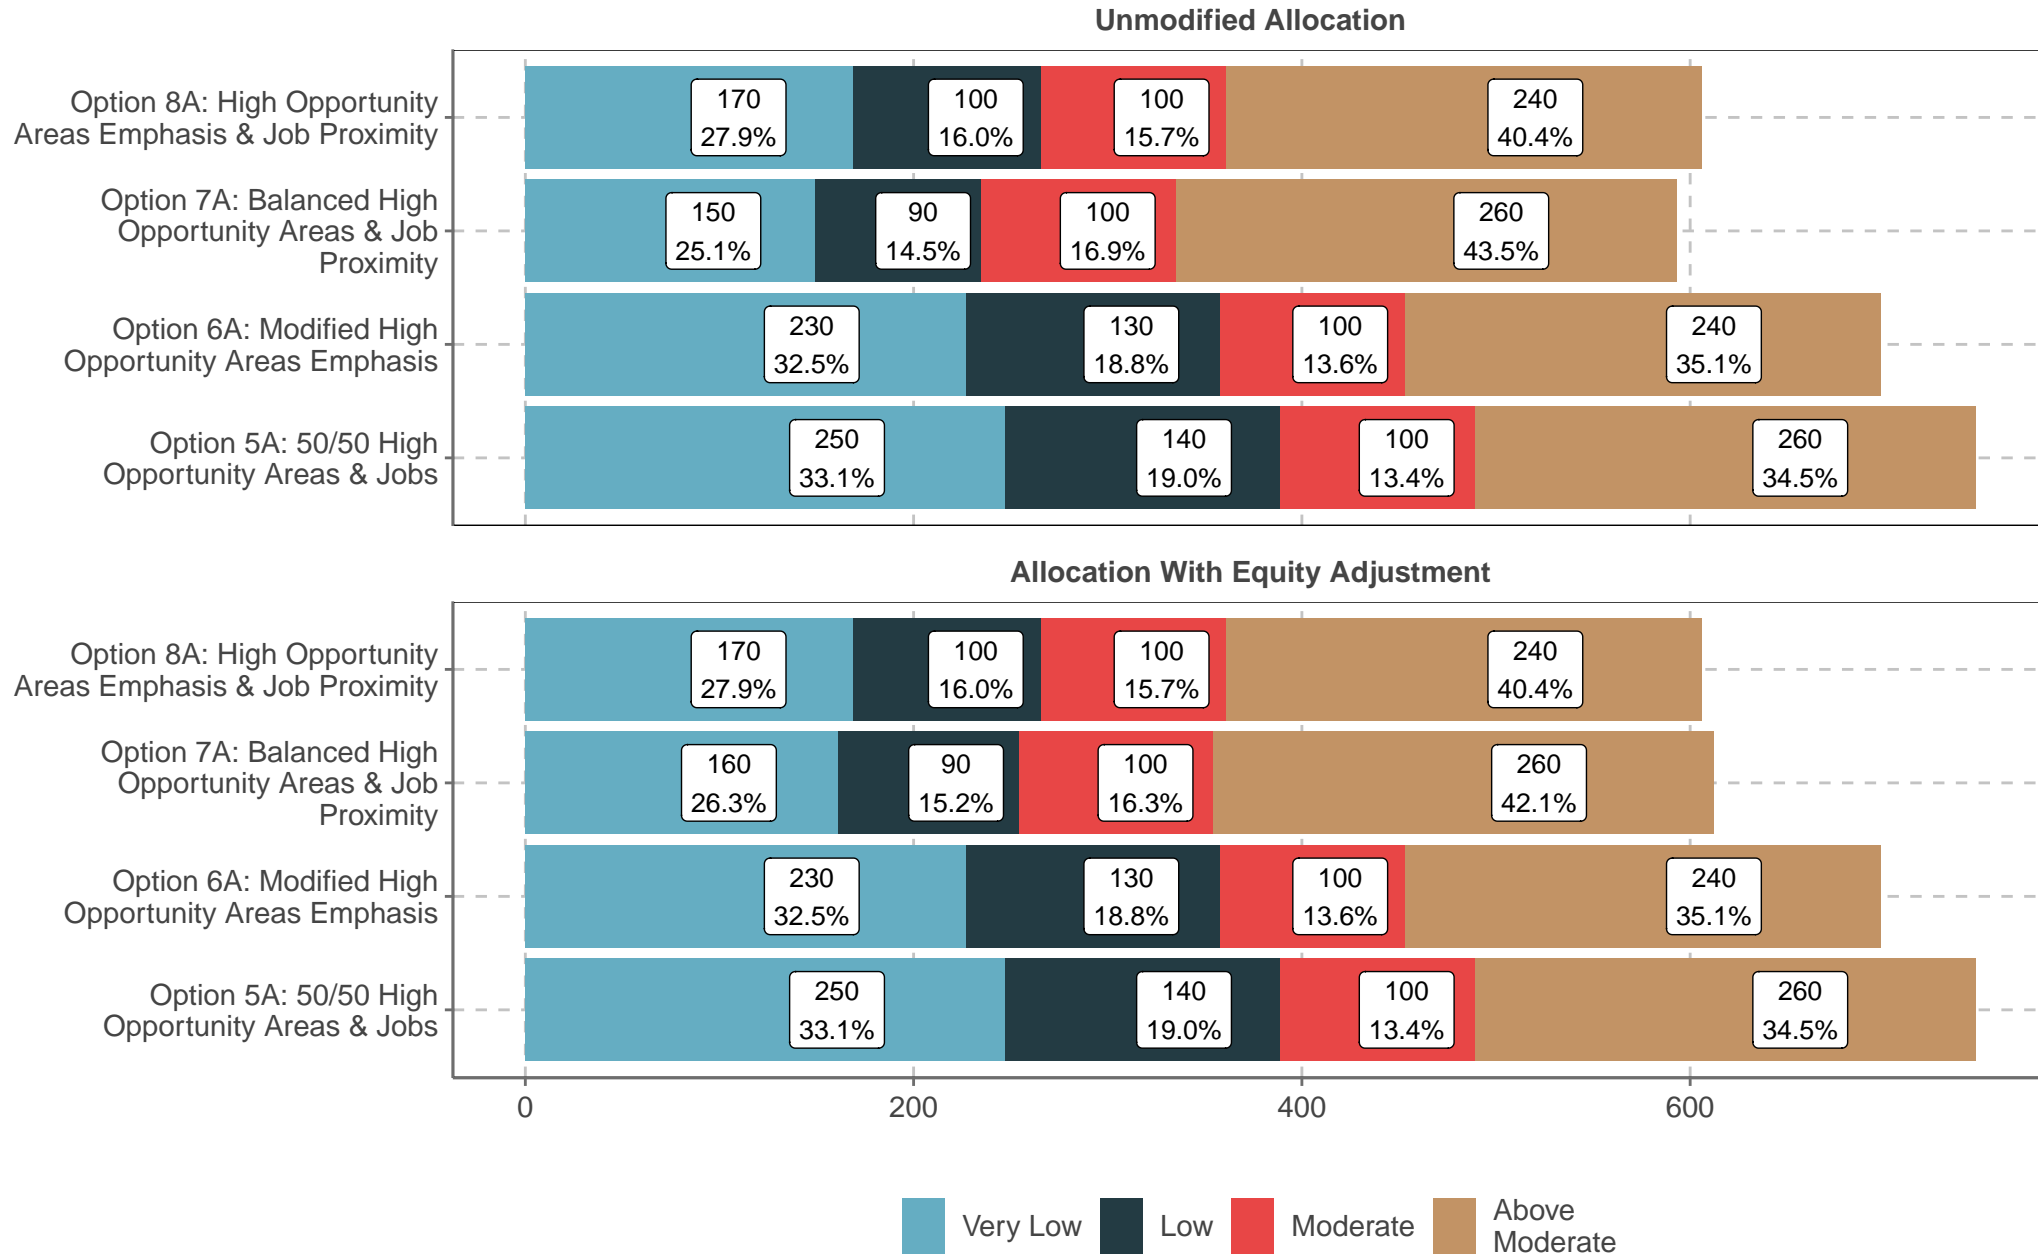 Unmodified Allocation
Option 8A: High Opportunity
Areas Emphasis & Job Proximity
170
27.9%
100
16.0%
100
15.7%
240
40.4%
Option 7A: Balanced High
Opportunity Areas & Job
Proximity
150
25.1%
90
14.5%
100
16.9%
260
43.5%
Option 6A: Modified High
Opportunity Areas Emphasis
230
32.5%
130
18.8%
100
13.6%
240
35.1%
Option 5A: 50/50 High
Opportunity Areas & Jobs
250
33.1%
140
19.0%
100
13.4%
260
34.5%
Allocation With Equity Adjustment
Option 8A: High Opportunity
Areas Emphasis & Job Proximity
170
27.9%
100
16.0%
100
15.7%
240
40.4%
Option 7A: Balanced High
Opportunity Areas & Job
Proximity
160
26.3%
90
15.2%
100
16.3%
260
42.1%
Option 6A: Modified High
Opportunity Areas Emphasis
230
32.5%
130
18.8%
100
13.6%
240
35.1%
Option 5A: 50/50 High
Opportunity Areas & Jobs
250
33.1%
140
19.0%
100
13.4%
260
34.5%
0 200 400 600
Very Low
Low
Moderate
Above
Moderate